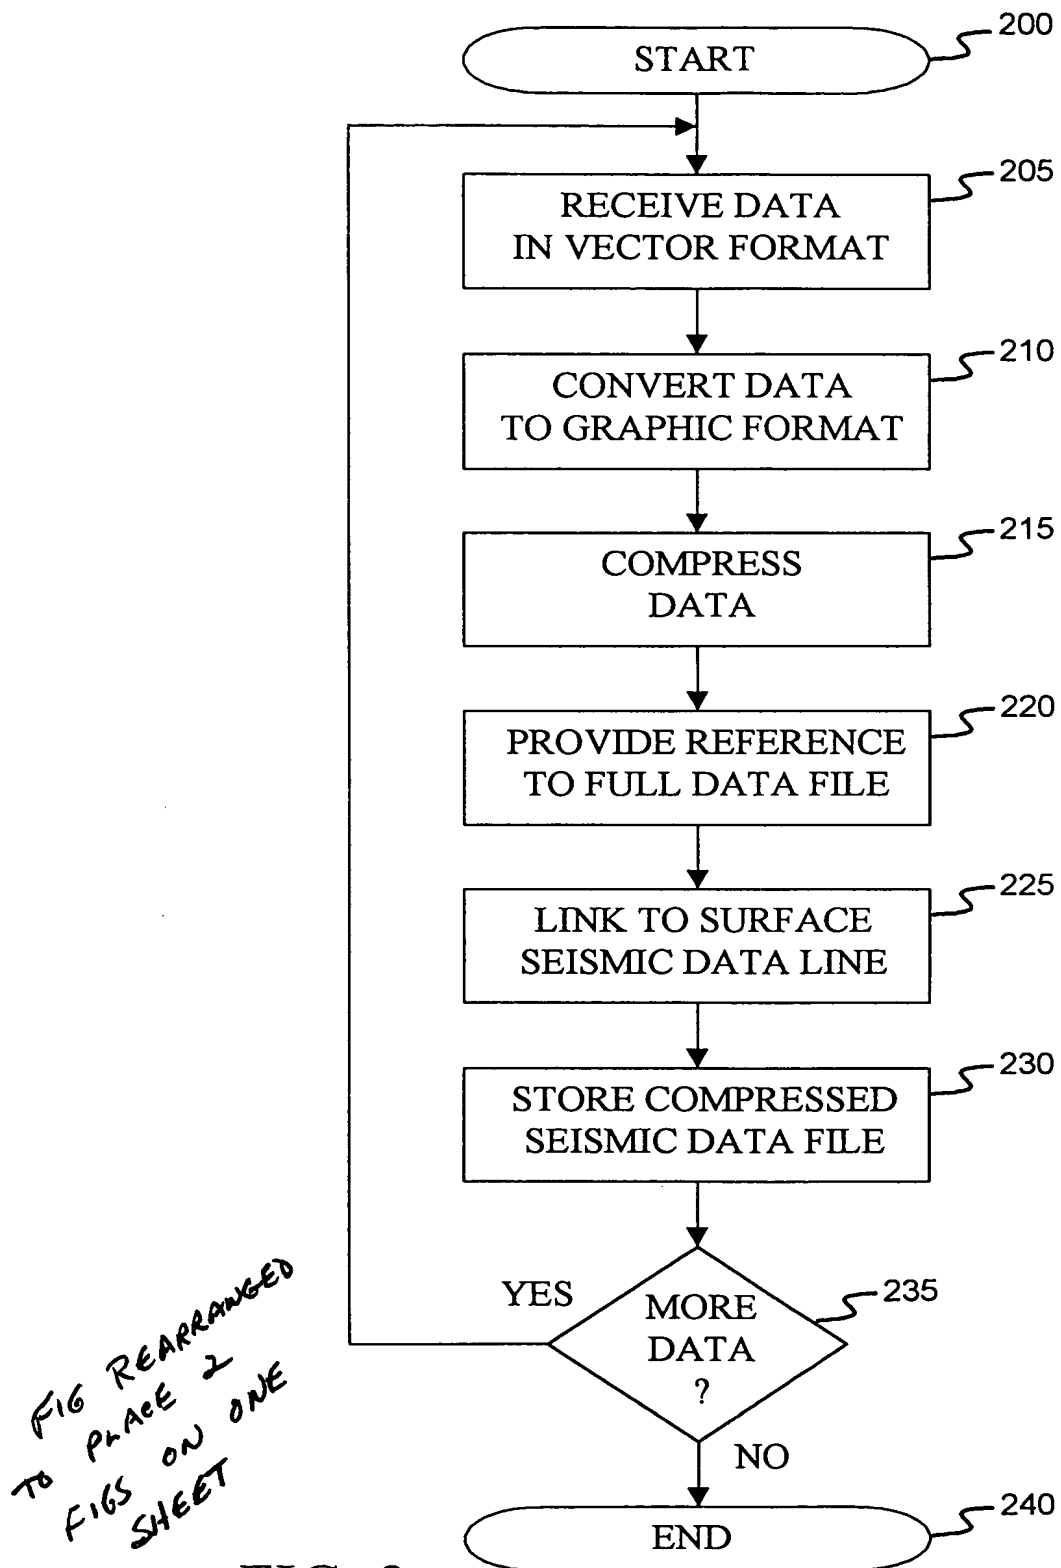 START
200
RECEIVE DATA
IN VECTOR FORMAT
205
CONVERT DATA
TO GRAPHIC FORMAT
210
COMPRESS
DATA
215
PROVIDE REFERENCE
TO FULL DATA FILE
220
LINK TO SURFACE
SEISMIC DATA LINE
225
STORE COMPRESSED
SEISMIC DATA FILE
230
YES
MORE
DATA
?
235
NO
END
240
FIG REARRANGED
TO PLACE 2
FIGS ON ONE
SHEET